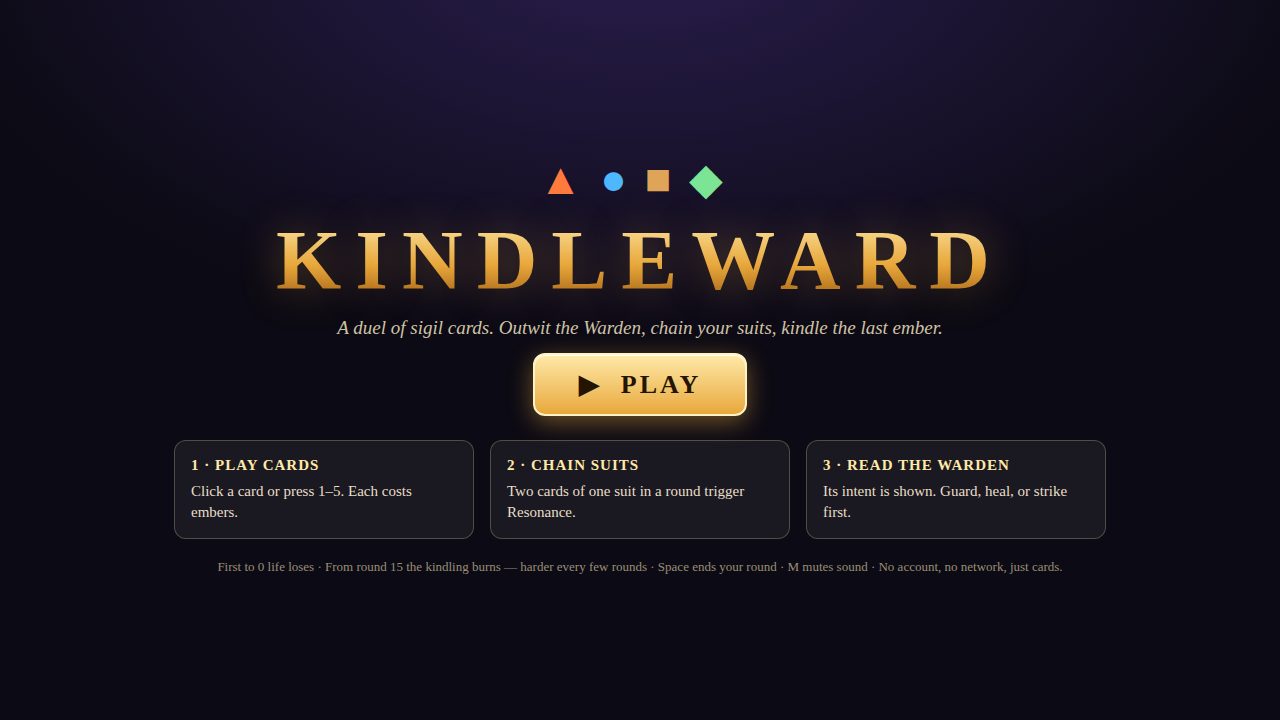 KINDLEWARD
A duel of sigil cards. Outwit the Warden, chain your suits, kindle the last ember.
▶ PLAY
1 · PLAY CARDS
Click a card or press 1–5. Each costs
embers.
2 · CHAIN SUITS
Two cards of one suit in a round trigger
Resonance.
3 · READ THE WARDEN
Its intent is shown. Guard, heal, or strike
first.
First to 0 life loses · From round 15 the kindling burns — harder every few rounds · Space ends your round · M mutes sound · No account, no network, just cards.